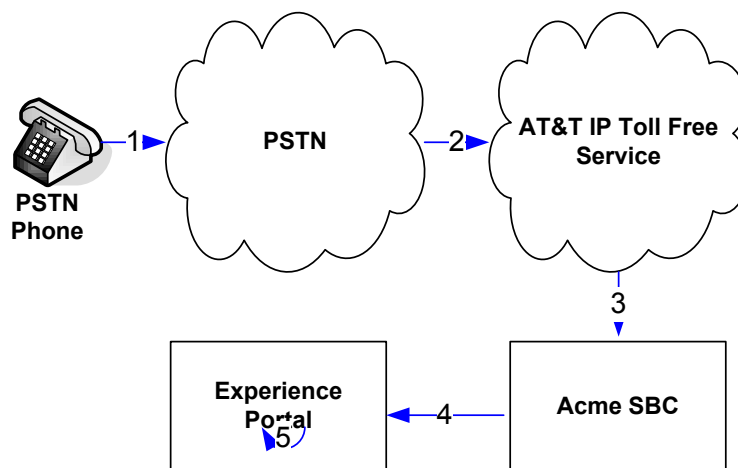 1
PSTN
2
AT&T IP Toll Free
Service
PSTN
Phone
3
Experience
Portal
5
4
Acme SBC